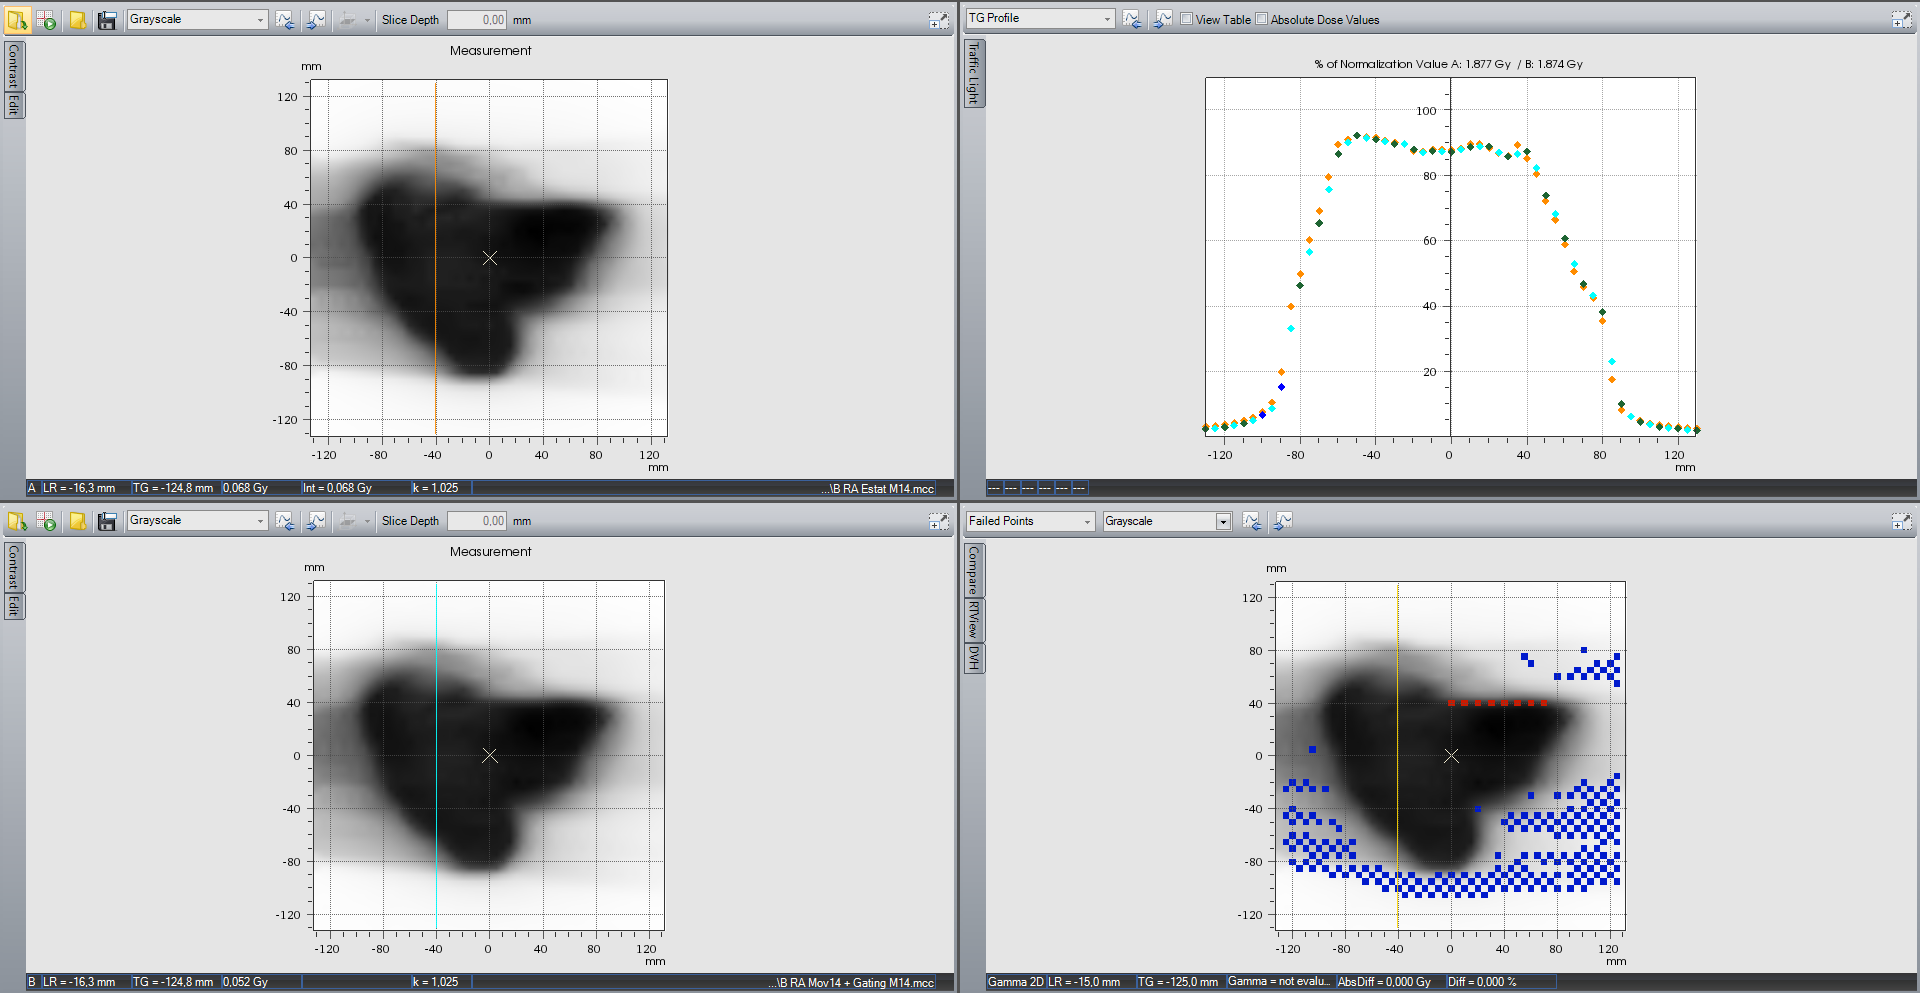 Grayscale
Slice Depth 0,00 mm
Contrast
Edit
Measurement
mm
120
80
40
0
-40
-80
-120
-120 -80 -40 0 40 80 120
mm
A LR = -16,3 mm TG = -124,8 mm 0,068 Gy Int = 0,068 Gy k = 1,025 ...\B RA Estat M14.mcc
TG Profile View Table Absolute Dose Values
Traffic Light
% of Normalization Value A: 1.877 Gy / B: 1.874 Gy
100
80
60
40
20
-120 -80 -40 0 40 80 120
mm
--- --- --- --- --- ---
Grayscale
Slice Depth 0,00 mm
Contrast
Edit
Measurement
mm
120
80
40
0
-40
-80
-120
-120 -80 -40 0 40 80 120
mm
B LR = -16,3 mm TG = -124,8 mm 0,052 Gy k = 1,025 ...\B RA Mov14 + Gating M14.mcc
Failed Points Grayscale
Compare
RTView
DVH
mm
120
80
40
0
-40
-80
-120
-120 -80 -40 0 40 80 120
mm
Gamma 2D LR = -15,0 mm TG = -125,0 mm Gamma = not evalu... AbsDiff = 0,000 Gy Diff = 0,000 %